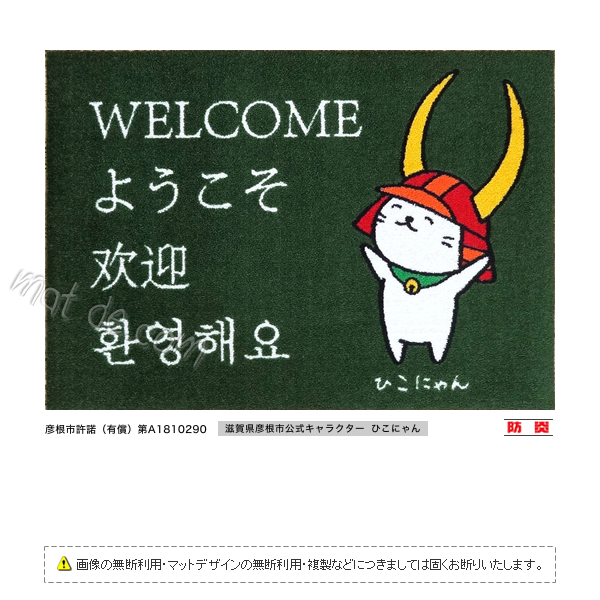 WELCOME
ようこそ
欢迎
환영해요
ひこにゃん
mat de com
彦根市許諾（有償）第A1810290
滋賀県彦根市公式キャラクター ひこにゃん
防炎
画像の無断利用・マットデザインの無断利用・複製などにつきましては固くお断りいたします。